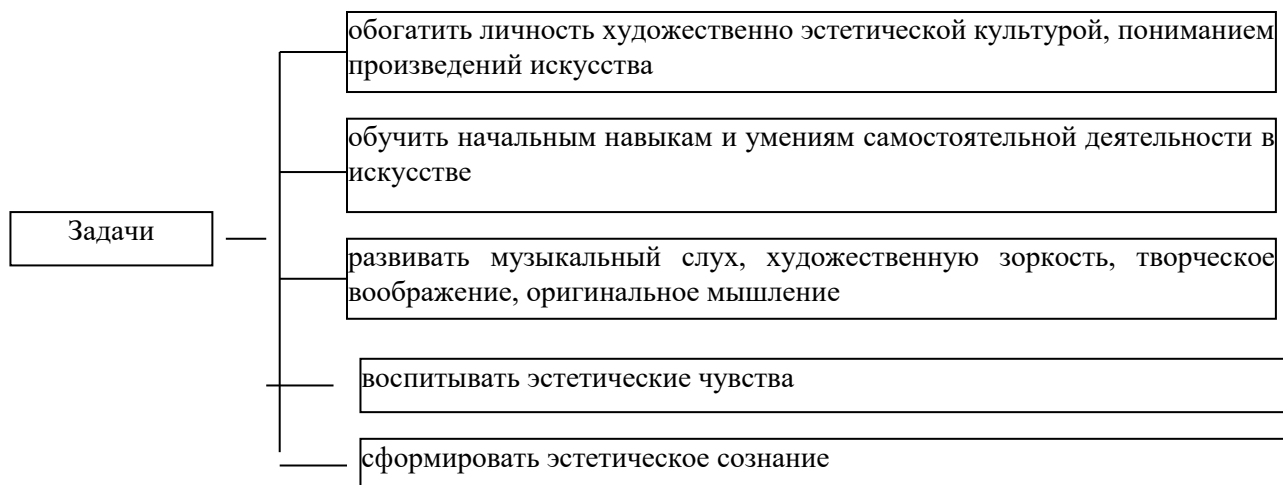 обогатить личность художественно эстетической культурой, пониманием
произведений искусства
обучить начальным навыкам и умениям самостоятельной деятельности в
искусстве
Задачи
развивать музыкальный слух, художественную зоркость, творческое
воображение, оригинальное мышление
воспитывать эстетические чувства
сформировать эстетическое сознание